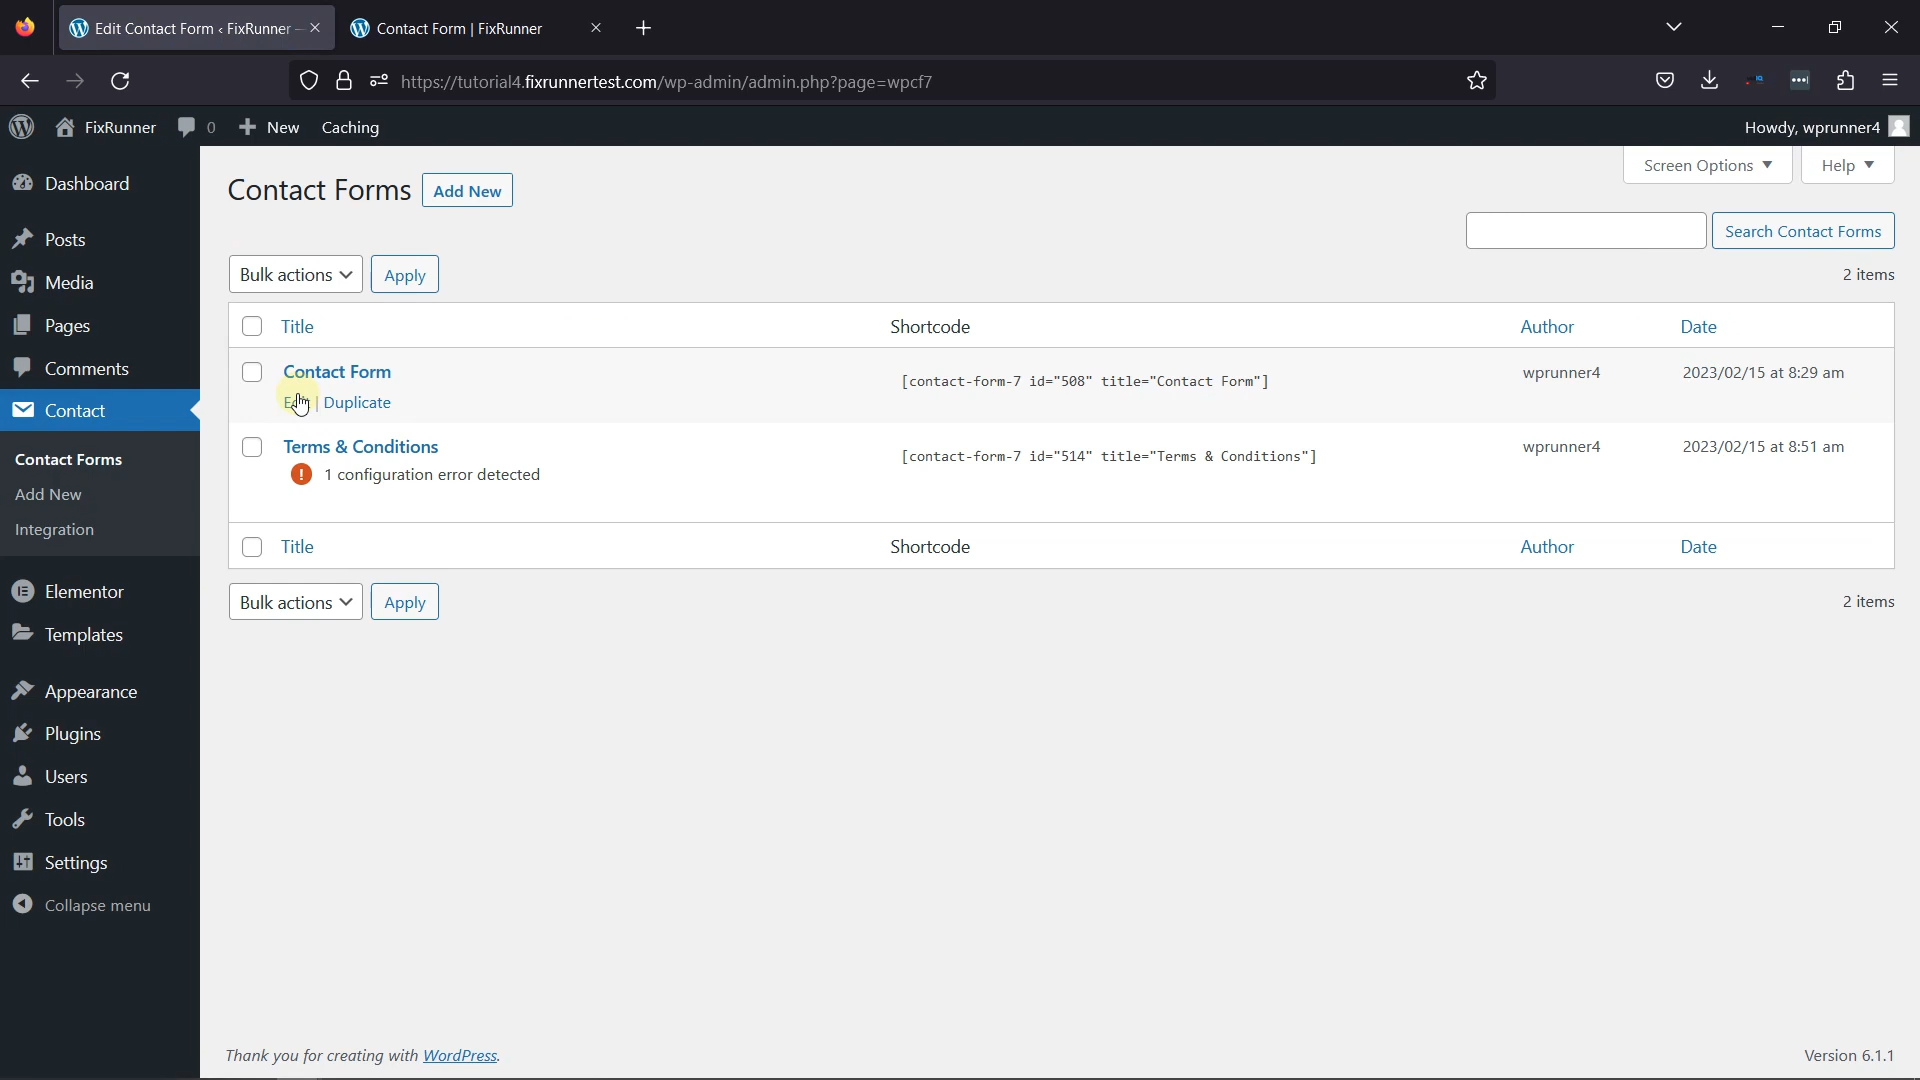 Edit Contact Form ‹ FixRunner —
Contact Form | FixRunner
https://tutorial4.fixrunnertest.com/wp-admin/admin.php?page=wpcf7
FixRunner 0 New Caching
Howdy, wprunner4
Screen Options Help
Dashboard
Posts
Media
Pages
Comments
Contact
Contact Forms
Add New
Integration
Elementor
Templates
Appearance
Plugins
Users
Tools
Settings
Collapse menu
Contact Forms Add New
Search Contact Forms
Bulk actions Apply 2 items
Title Shortcode Author Date
Contact Form [contact-form-7 id="508" title="Contact Form"] wprunner4 2023/02/15 at 8:29 am
| Duplicate
Terms & Conditions [contact-form-7 id="514" title="Terms & Conditions"] wprunner4 2023/02/15 at 8:51 am
! 1 configuration error detected
Title Shortcode Author Date
Bulk actions Apply 2 items
Thank you for creating with WordPress.
Version 6.1.1